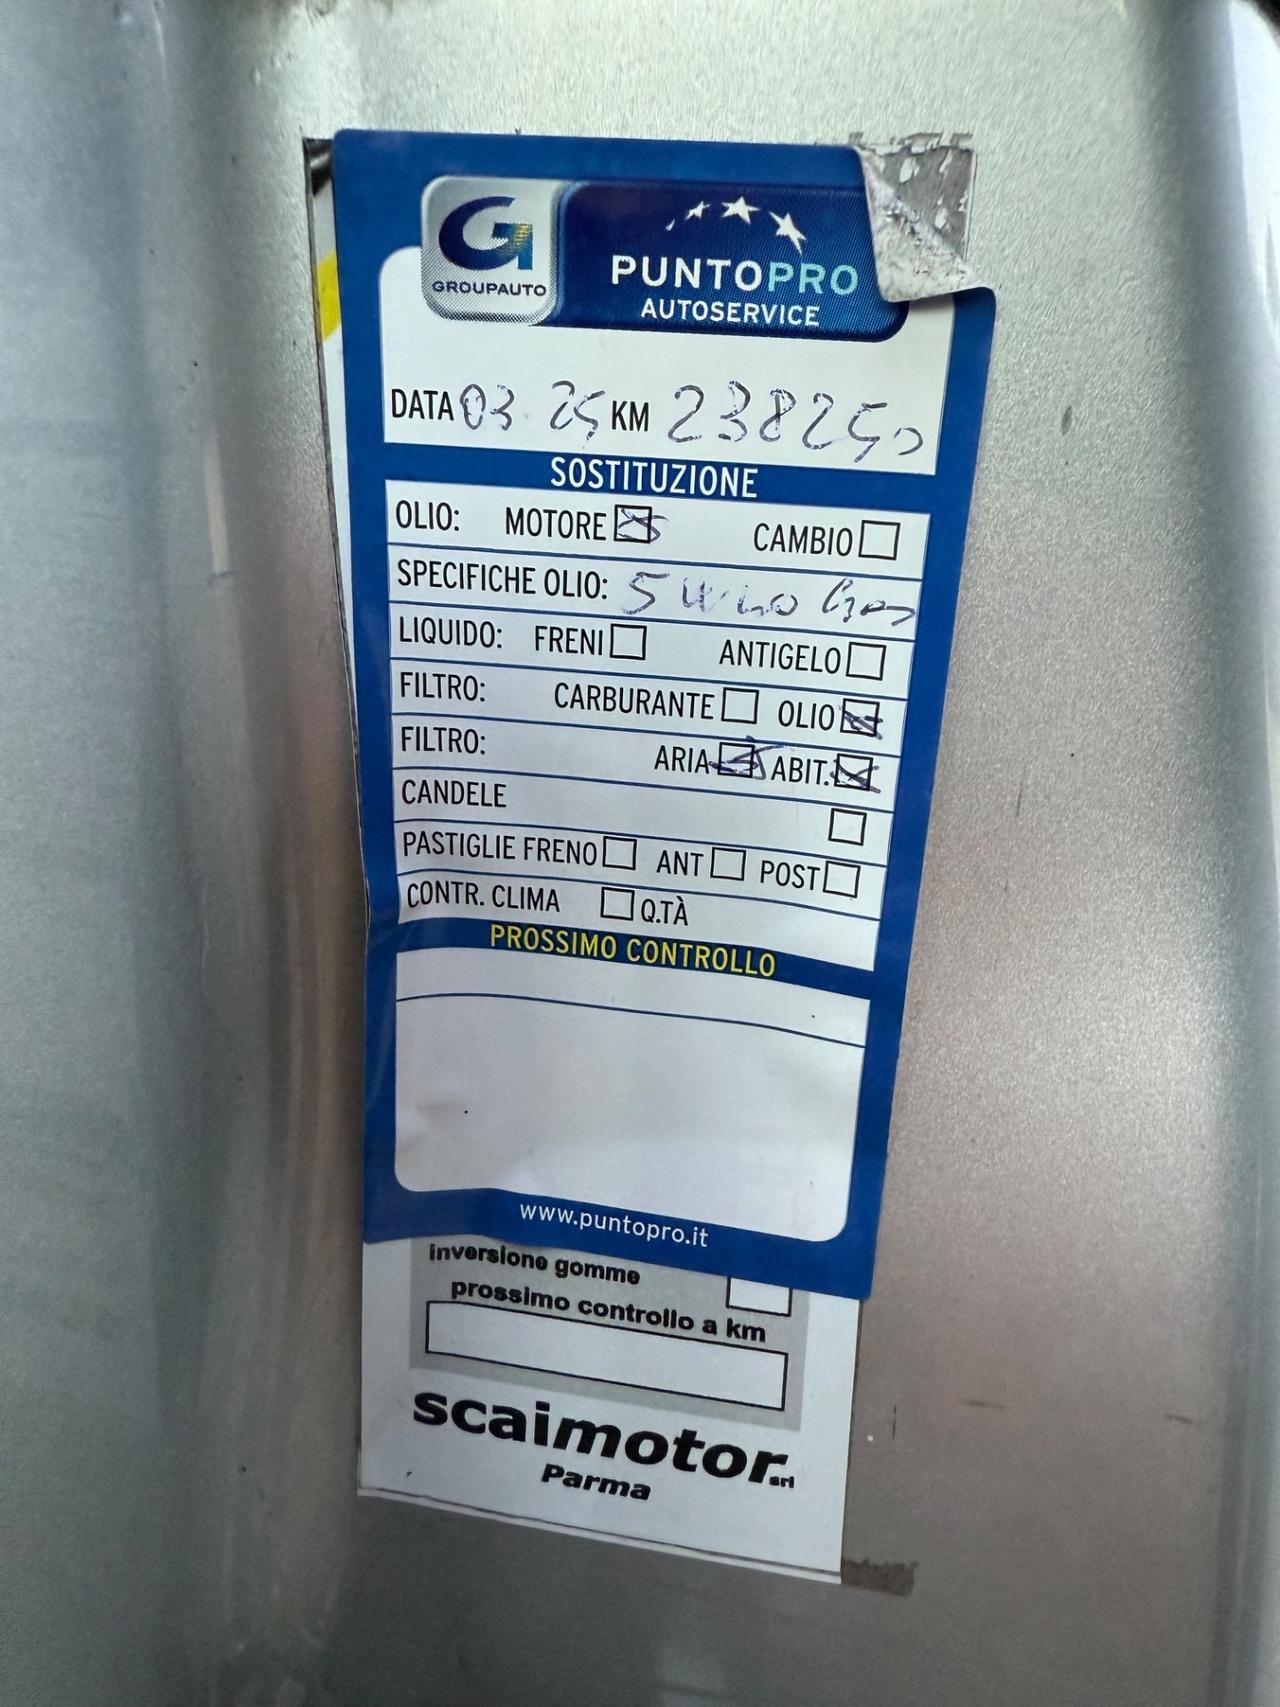 G
GROUPAUTO
PUNTOPRO
AUTOSERVICE
DATA 03 25 KM 238250
SOSTITUZIONE
OLIO: MOTORE CAMBIO
SPECIFICHE OLIO: 5W40
LIQUIDO: FRENI ANTIGELO
FILTRO: CARBURANTE OLIO
FILTRO: ARIA ABIT.
CANDELE
PASTIGLIE FRENO ANT POST
CONTR. CLIMA Q.TÀ
PROSSIMO CONTROLLO
www.puntopro.it
inversione gomme
prossimo controllo a km
scaimotor srl
Parma